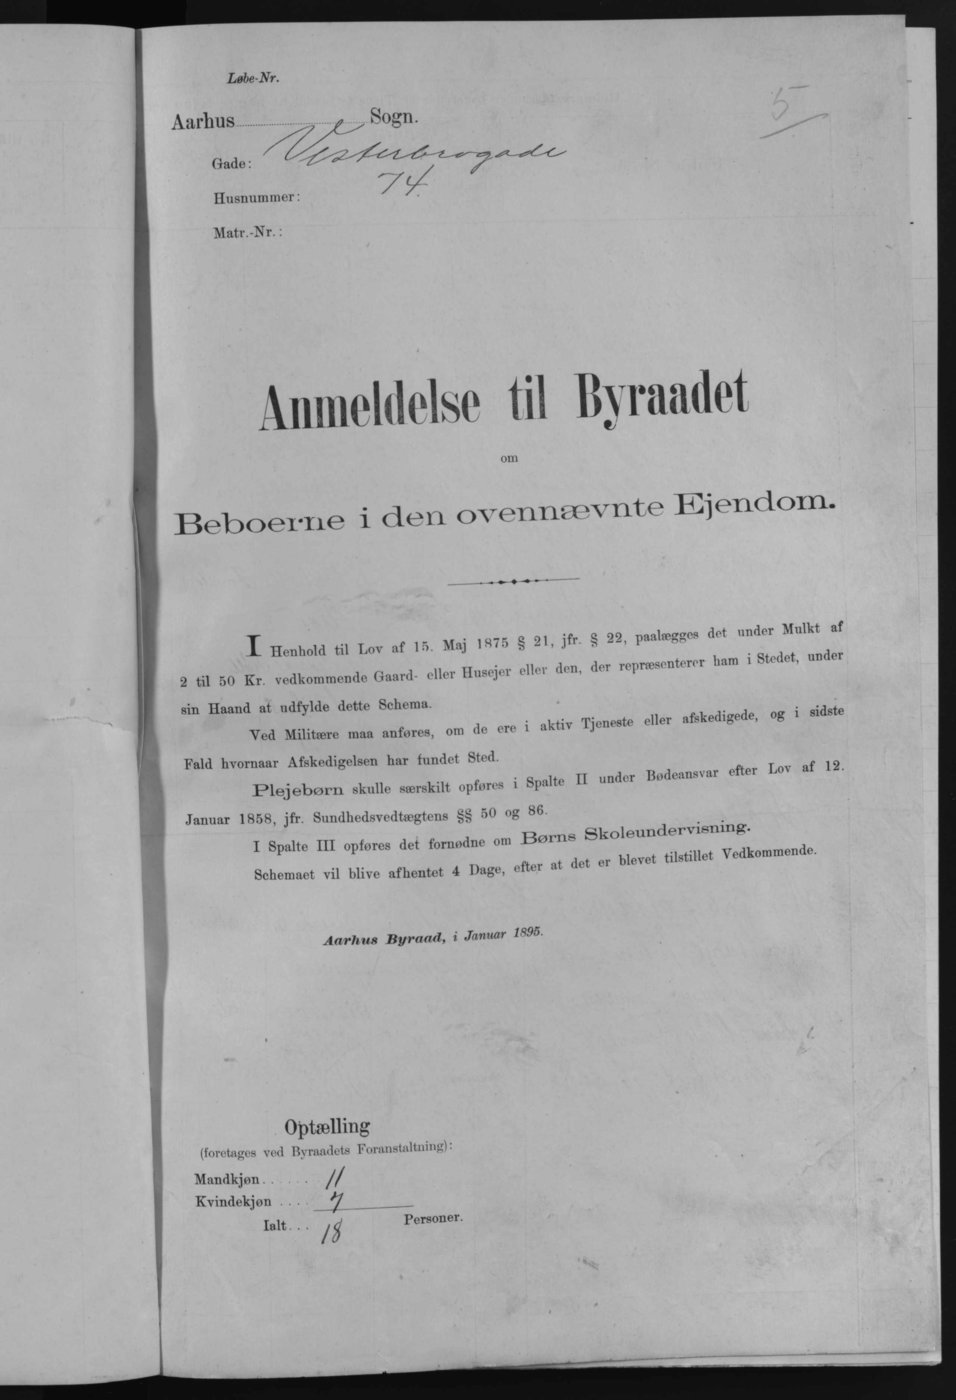 Løbe-Nr.
5
Aarhus Sogn.
Gade: Vesterbrogade
Husnummer: 74.
Matr.-Nr.:
Anmeldelse til Byraadet
om
Beboerne i den ovennævnte Ejendom.
I Henhold til Lov af 15. Maj 1875 § 21, jfr. § 22, paalægges det under Mulkt af
2 til 50 Kr. vedkommende Gaard- eller Husejer eller den, der repræsenterer ham i Stedet, under
sin Haand at udfylde dette Schema.
Ved Militære maa anføres, om de ere i aktiv Tjeneste eller afskedigede, og i sidste
Fald hvornaar Afskedigelsen har fundet Sted.
Plejebørn skulle særskilt opføres i Spalte II under Bødeansvar efter Lov af 12.
Januar 1858, jfr. Sundhedsvedtægtens §§ 50 og 86.
I Spalte III opføres det fornødne om Børns Skoleundervisning.
Schemaet vil blive afhentet 4 Dage, efter at det er blevet tilstillet Vedkommende.
Aarhus Byraad, i Januar 1895.
Optælling
(foretages ved Byraadets Foranstaltning):
Mandkjøn...... 11
Kvindekjøn .... 7
Ialt... 18 Personer.